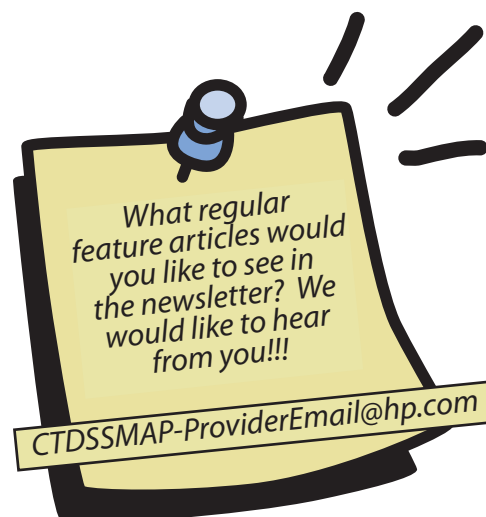 What regular
feature articles would
you like to see in
the newsletter? We
would like to hear
from you!!!
CTDSSMAP-ProviderEmail@hp.com